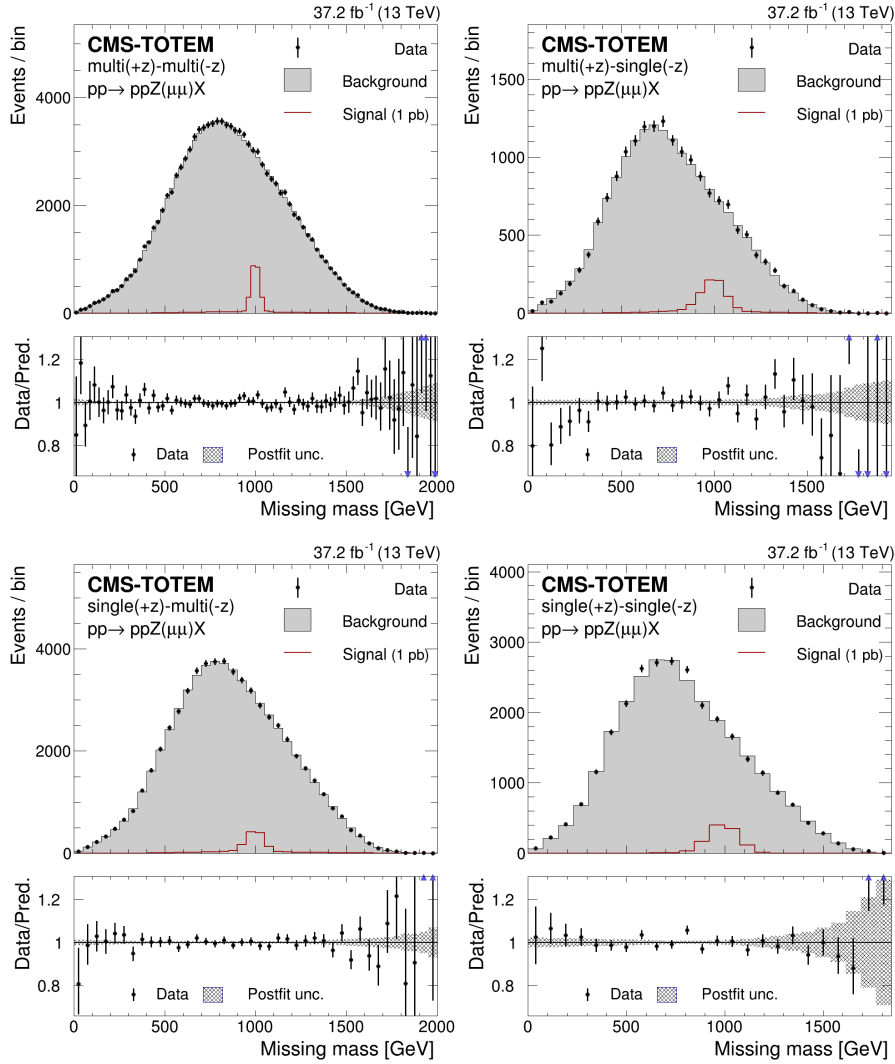 37.2 fb⁻¹ (13 TeV)
Events / bin
CMS-TOTEM
multi(+z)-multi(-z)
pp→ ppZ(μμ)X
Data
Background
Signal (1 pb)
4000
2000
0
Data/Pred.
1.2
1
0.8
Data
Postfit unc.
0 500 1000 1500 2000
Missing mass [GeV]
37.2 fb⁻¹ (13 TeV)
Events / bin
CMS-TOTEM
multi(+z)-single(-z)
pp→ ppZ(μμ)X
Data
Background
Signal (1 pb)
1500
1000
500
0
Data/Pred.
1.2
1
0.8
Data
Postfit unc.
0 500 1000 1500
Missing mass [GeV]
37.2 fb⁻¹ (13 TeV)
Events / bin
CMS-TOTEM
single(+z)-multi(-z)
pp→ ppZ(μμ)X
Data
Background
Signal (1 pb)
4000
2000
0
Data/Pred.
1.2
1
0.8
Data
Postfit unc.
0 500 1000 1500 2000
Missing mass [GeV]
37.2 fb⁻¹ (13 TeV)
Events / bin
CMS-TOTEM
single(+z)-single(-z)
pp→ ppZ(μμ)X
Data
Background
Signal (1 pb)
4000
3000
2000
1000
0
Data/Pred.
1.2
1
0.8
Data
Postfit unc.
0 500 1000 1500
Missing mass [GeV]